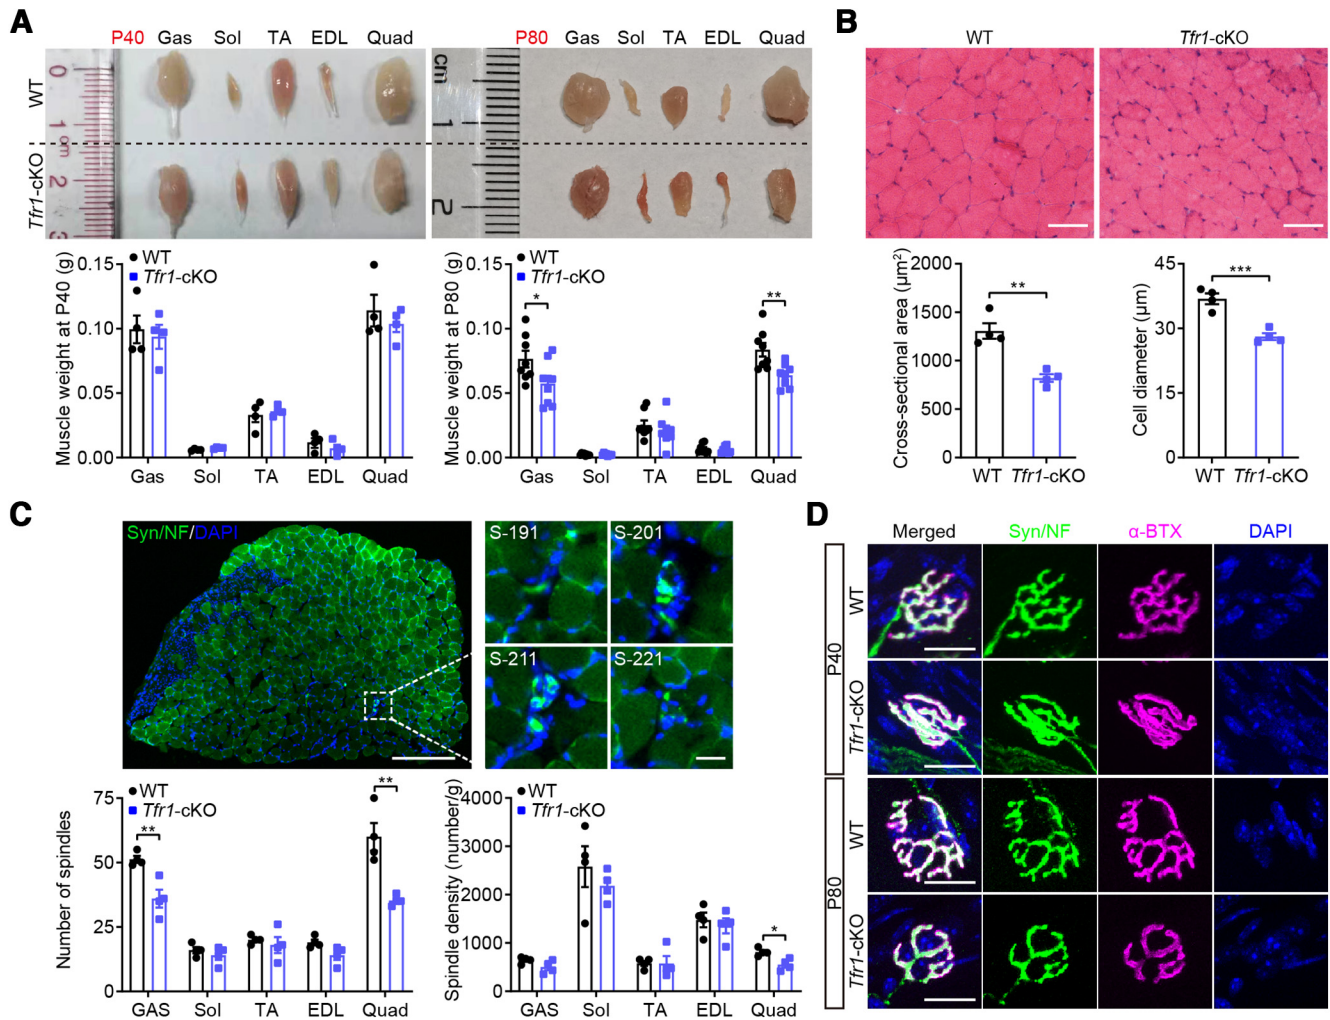 A
P40 Gas Sol TA EDL Quad
P80 Gas Sol TA EDL Quad
WT
Tfr1-cKO
0
1
cm
2
3
cm
1
2
Muscle weight at P40 (g)
WT
Tfr1-cKO
0.15
0.10
0.05
0.00
Gas Sol TA EDL Quad
Muscle weight at P80 (g)
WT
Tfr1-cKO
0.15
0.10
0.05
0.00
*
**
Gas Sol TA EDL Quad
B
WT
Tfr1-cKO
Cross-sectional area (μm²)
2000
1500
1000
500
0
**
WT Tfr1-cKO
Cell diameter (μm)
45
30
15
0
***
WT Tfr1-cKO
C
Syn/NF/DAPI
S-191
S-201
S-211
S-221
Number of spindles
WT
Tfr1-cKO
75
50
25
0
**
**
GAS Sol TA EDL Quad
Spindle density (number/g)
WT
Tfr1-cKO
4000
3000
2000
1000
0
*
GAS Sol TA EDL Quad
D
Merged Syn/NF α-BTX DAPI
P40
WT
Tfr1-cKO
P80
WT
Tfr1-cKO